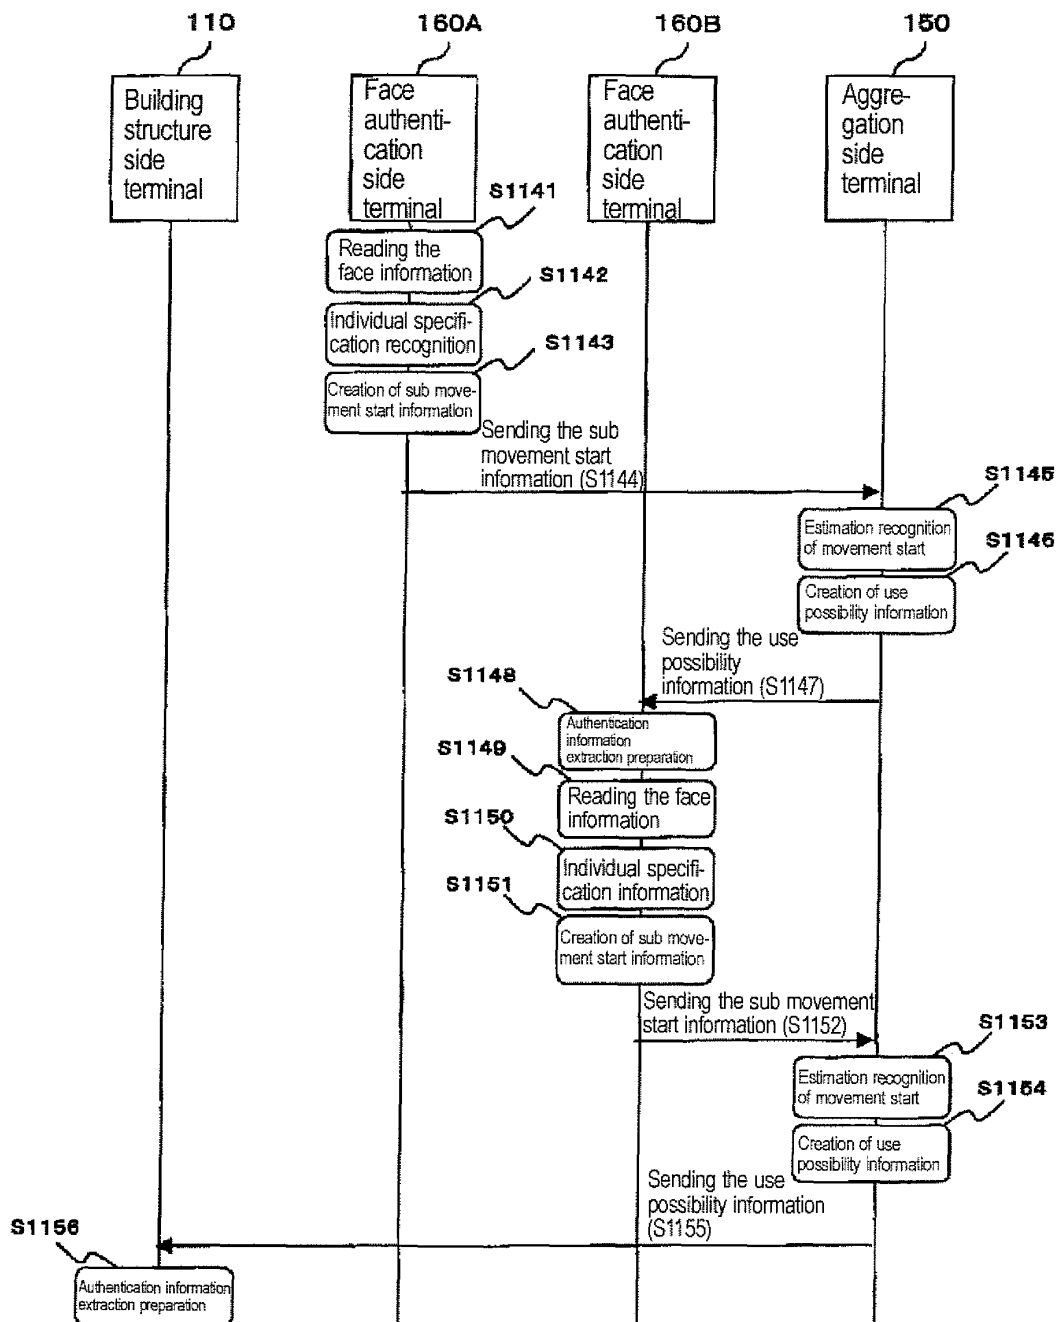 110
160A
160B
150
Building
structure
side
terminal
Face
authenti-
cation
side
terminal
Face
authenti-
cation
side
terminal
Aggre-
gation
side
terminal
S1141
Reading the
face information
S1142
Individual specifi-
cation recognition
S1143
Creation of sub move-
ment start information
Sending the sub
movement start
information (S1144)
S1145
Estimation recognition
of movement start
S1146
Creation of use
possibility information
Sending the use
possibility
information (S1147)
S1148
Authentication
information
extraction preparation
S1149
Reading the face
information
S1150
Individual specifi-
cation information
S1151
Creation of sub move-
ment start information
Sending the sub movement
start information (S1152)
S1153
Estimation recognition
of movement start
S1154
Creation of use
possibility information
Sending the use
possibility information
(S1155)
S1156
Authentication information
extraction preparation